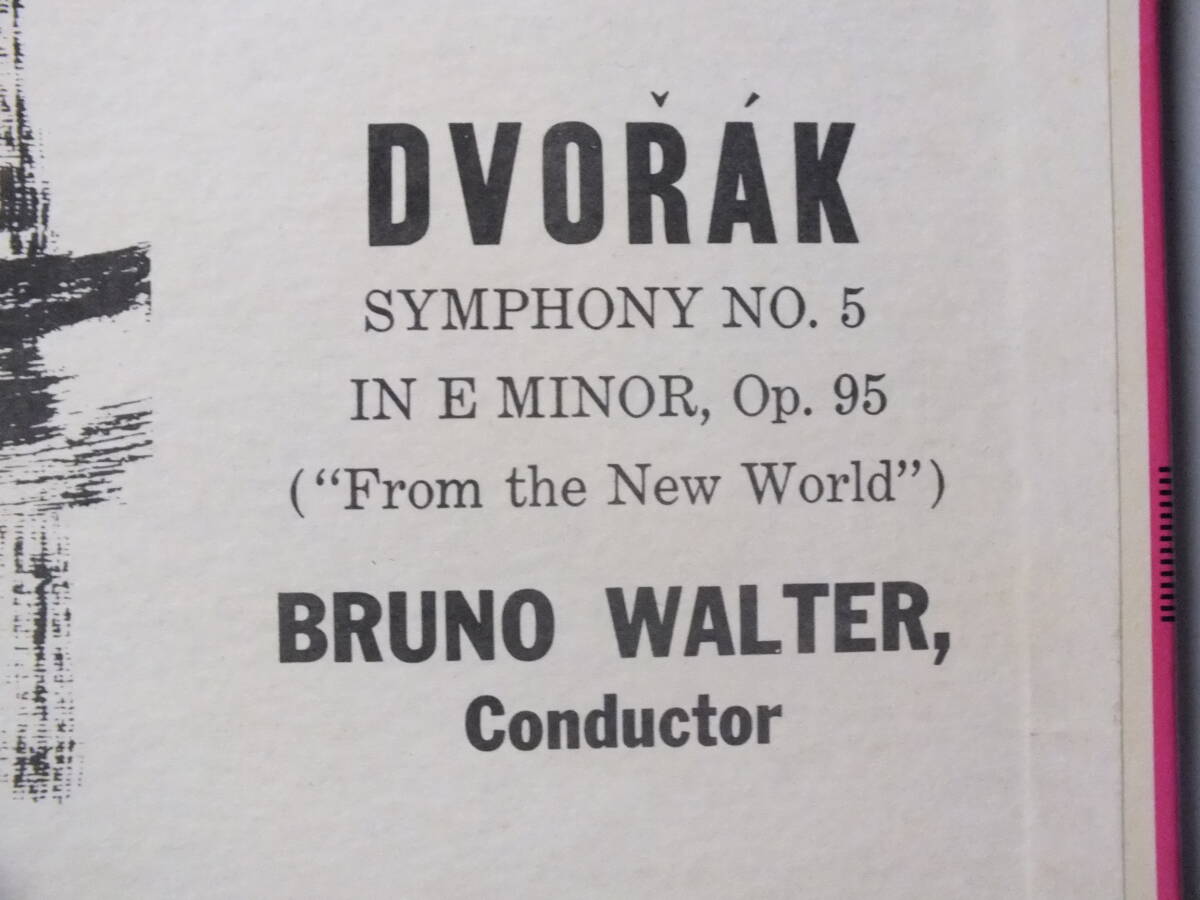 DVOŘÁK
SYMPHONY NO. 5
IN E MINOR, Op. 95
(“From the New World”)
BRUNO WALTER,
Conductor